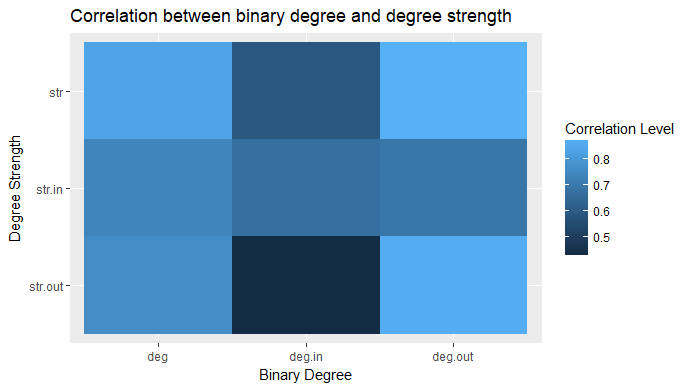 Correlation between binary degree and degree strength
Degree Strength
str
str.in
str.out
deg
deg.in
deg.out
Binary Degree
Correlation Level
0.8
0.7
0.6
0.5